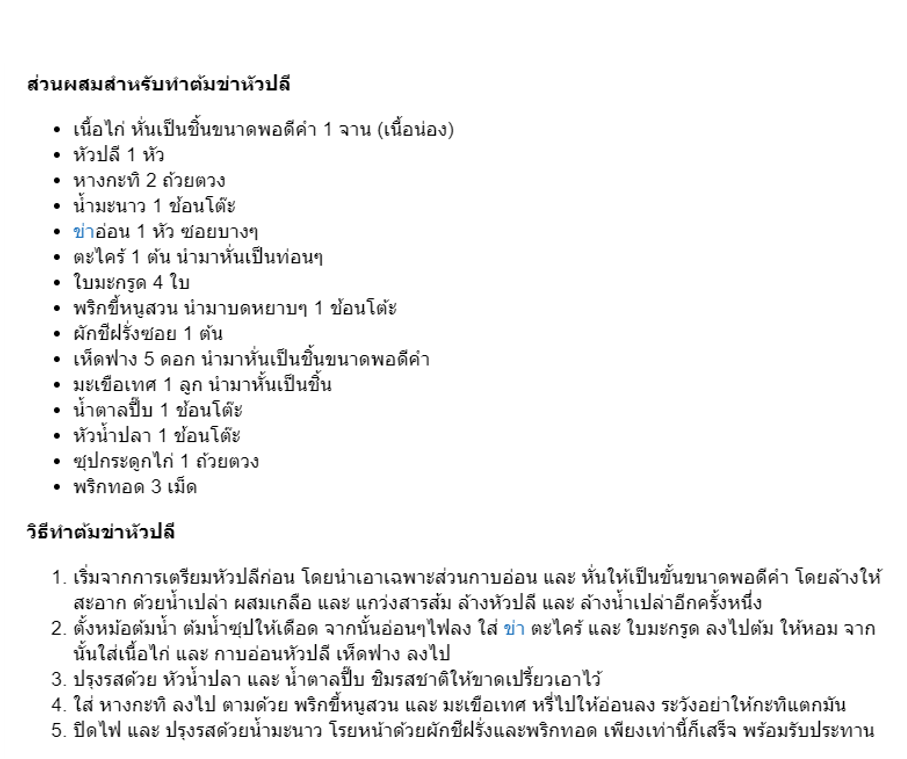 ส่วนผสมสำหรับทำต้มข่าหัวปลี
• เนื้อไก่ หั่นเป็นชิ้นขนาดพอดีคำ 1 จาน (เนื้อน่อง)
• หัวปลี 1 หัว
• หางกะทิ 2 ถ้วยตวง
• น้ำมะนาว 1 ช้อนโต๊ะ
• ข่าอ่อน 1 หัว ซอยบางๆ
• ตะไคร้ 1 ต้น นำมาหั่นเป็นท่อนๆ
• ใบมะกรูด 4 ใบ
• พริกขี้หนูสวน นำมาบดหยาบๆ 1 ช้อนโต้ะ
• ผักชีฝรั่งซอย 1 ต้น
• เห็ดฟาง 5 ดอก นำมาหั่นเป็นชิ้นขนาดพอดีคำ
• มะเขือเทศ 1 ลูก นำมาหั้นเป็นชิ้น
• น้ำตาลปี๊บ 1 ช้อนโต๊ะ
• หัวน้ำปลา 1 ช้อนโต๊ะ
• ซุปกระดูกไก่ 1 ถ้วยตวง
• พริกทอด 3 เม็ด
วิธีทำต้มข่าหัวปลี
1. เริ่มจากการเตรียมหัวปลีก่อน โดยนำเอาเฉพาะส่วนกาบอ่อน และ หั่นให้เป็นขั้นขนาดพอดีคำ โดยล้างให้
สะอาด ด้วยน้ำเปล่า ผสมเกลือ และ แกว่งสารส้ม ล้างหัวปลี และ ล้างน้ำเปล่าอีกครั้งหนึ่ง
2. ตั้งหม้อต้มน้ำ ต้มน้ำซุปให้เดือด จากนั้นอ่อนๆไฟลง ใส่ ข่า ตะไคร้ และ ใบมะกรูด ลงไปต้ม ให้หอม จาก
นั้นใส่เนื้อไก่ และ กาบอ่อนหัวปลี เห็ดฟาง ลงไป
3. ปรุงรสด้วย หัวน้ำปลา และ น้ำตาลปี๊บ ชิมรสชาติให้ขาดเปรี้ยวเอาไว้
4. ใส่ หางกะทิ ลงไป ตามด้วย พริกขี้หนูสวน และ มะเขือเทศ หรี่ไปให้อ่อนลง ระวังอย่าให้กะทิแตกมัน
5. ปิดไฟ และ ปรุงรสด้วยน้ำมะนาว โรยหน้าด้วยผักชีฝรั่งและพริกทอด เพียงเท่านี้ก็เสร็จ พร้อมรับประทาน